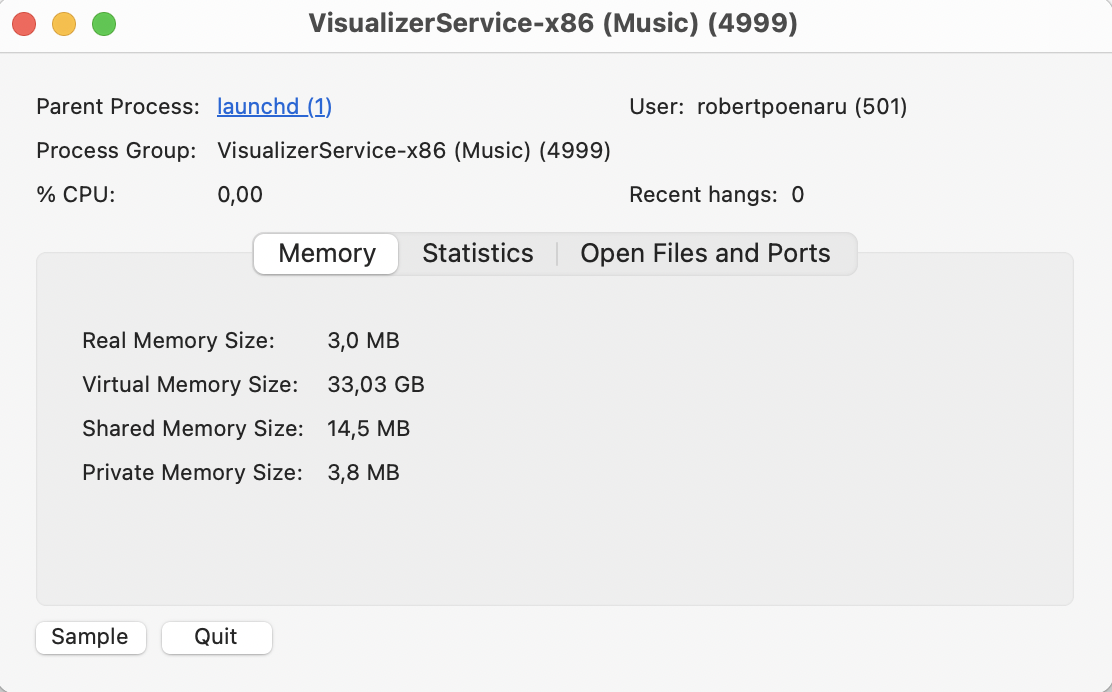 VisualizerService-x86 (Music) (4999)
Parent Process: launchd (1) User: robertpoenaru (501)
Process Group: VisualizerService-x86 (Music) (4999)
% CPU: 0,00 Recent hangs: 0
Memory Statistics Open Files and Ports
Real Memory Size: 3,0 MB
Virtual Memory Size: 33,03 GB
Shared Memory Size: 14,5 MB
Private Memory Size: 3,8 MB
Sample Quit